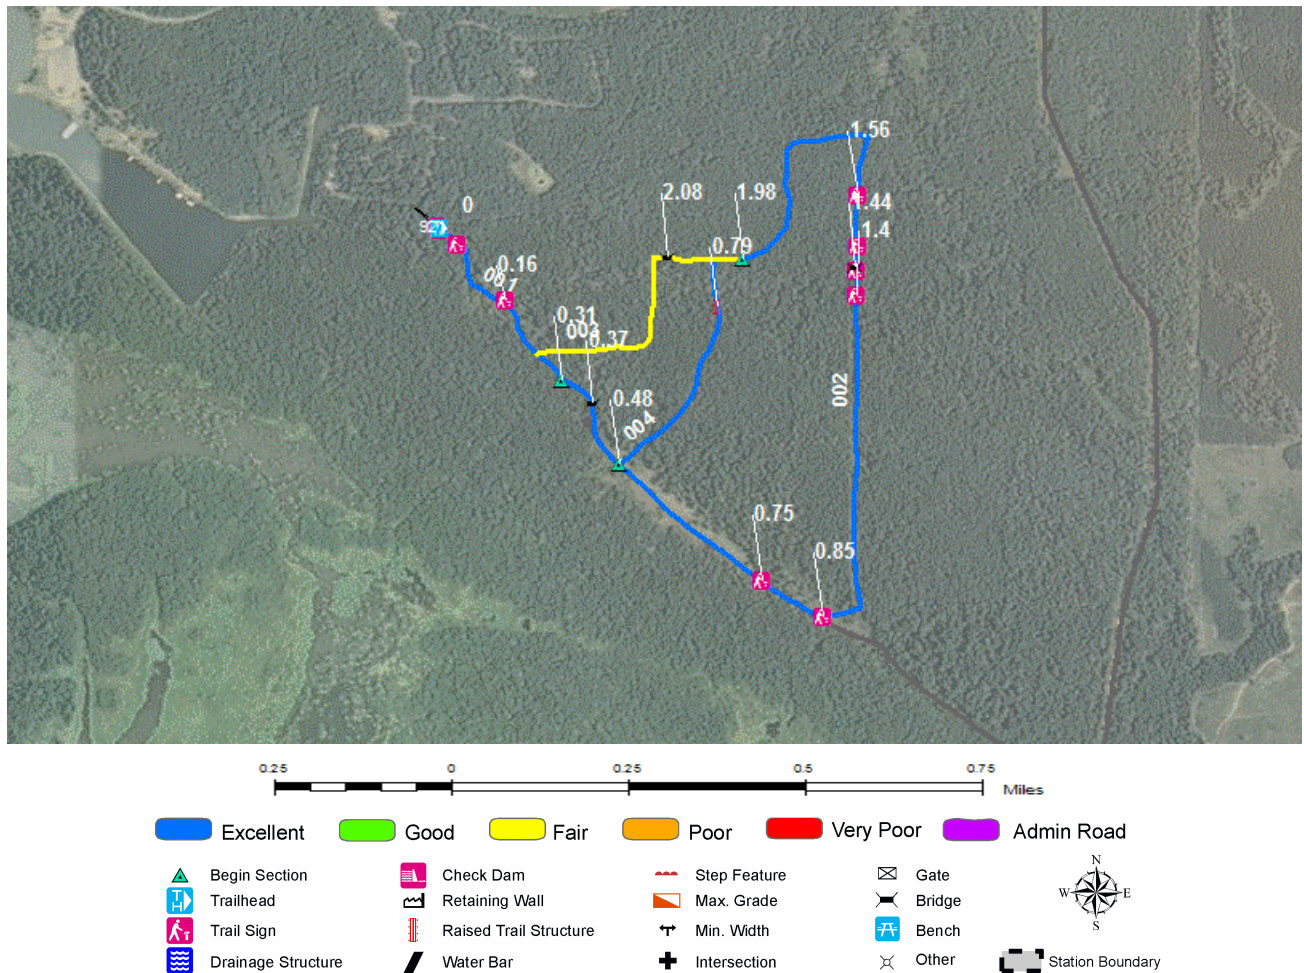 1.56
2.08
1.98
1.44
0
1.4
0.79
0.16
001
0.31
003
0.37
002
0.48
004
0.75
0.85
0.25 0 0.25 0.5 0.75
Miles
Excellent Good Fair Poor Very Poor Admin Road
Begin Section Check Dam Step Feature Gate N
Trailhead Retaining Wall Max. Grade Bridge W E
Trail Sign Raised Trail Structure Min. Width Bench S
Drainage Structure Water Bar Intersection Other Station Boundary